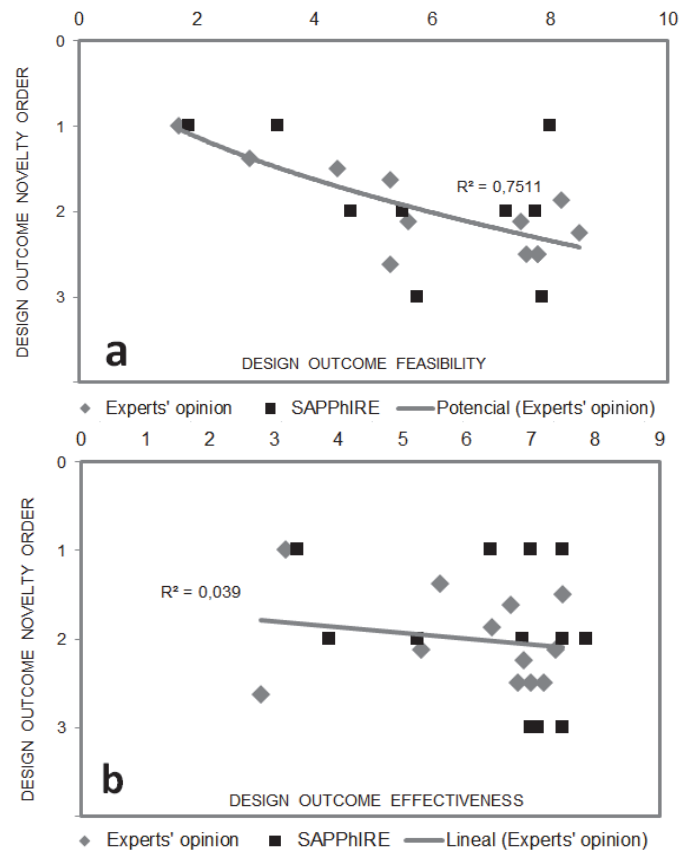 0 2 4 6 8 10
0
1
2
3
DESIGN OUTCOME NOVELTY ORDER
R² = 0,7511
a
DESIGN OUTCOME FEASIBILITY
Experts' opinion SAPPhIRE Potencial (Experts' opinion)
0 1 2 3 4 5 6 7 8 9
0
1
2
3
DESIGN OUTCOME NOVELTY ORDER
R² = 0,039
b
DESIGN OUTCOME EFFECTIVENESS
Experts' opinion SAPPhIRE Lineal (Experts' opinion)